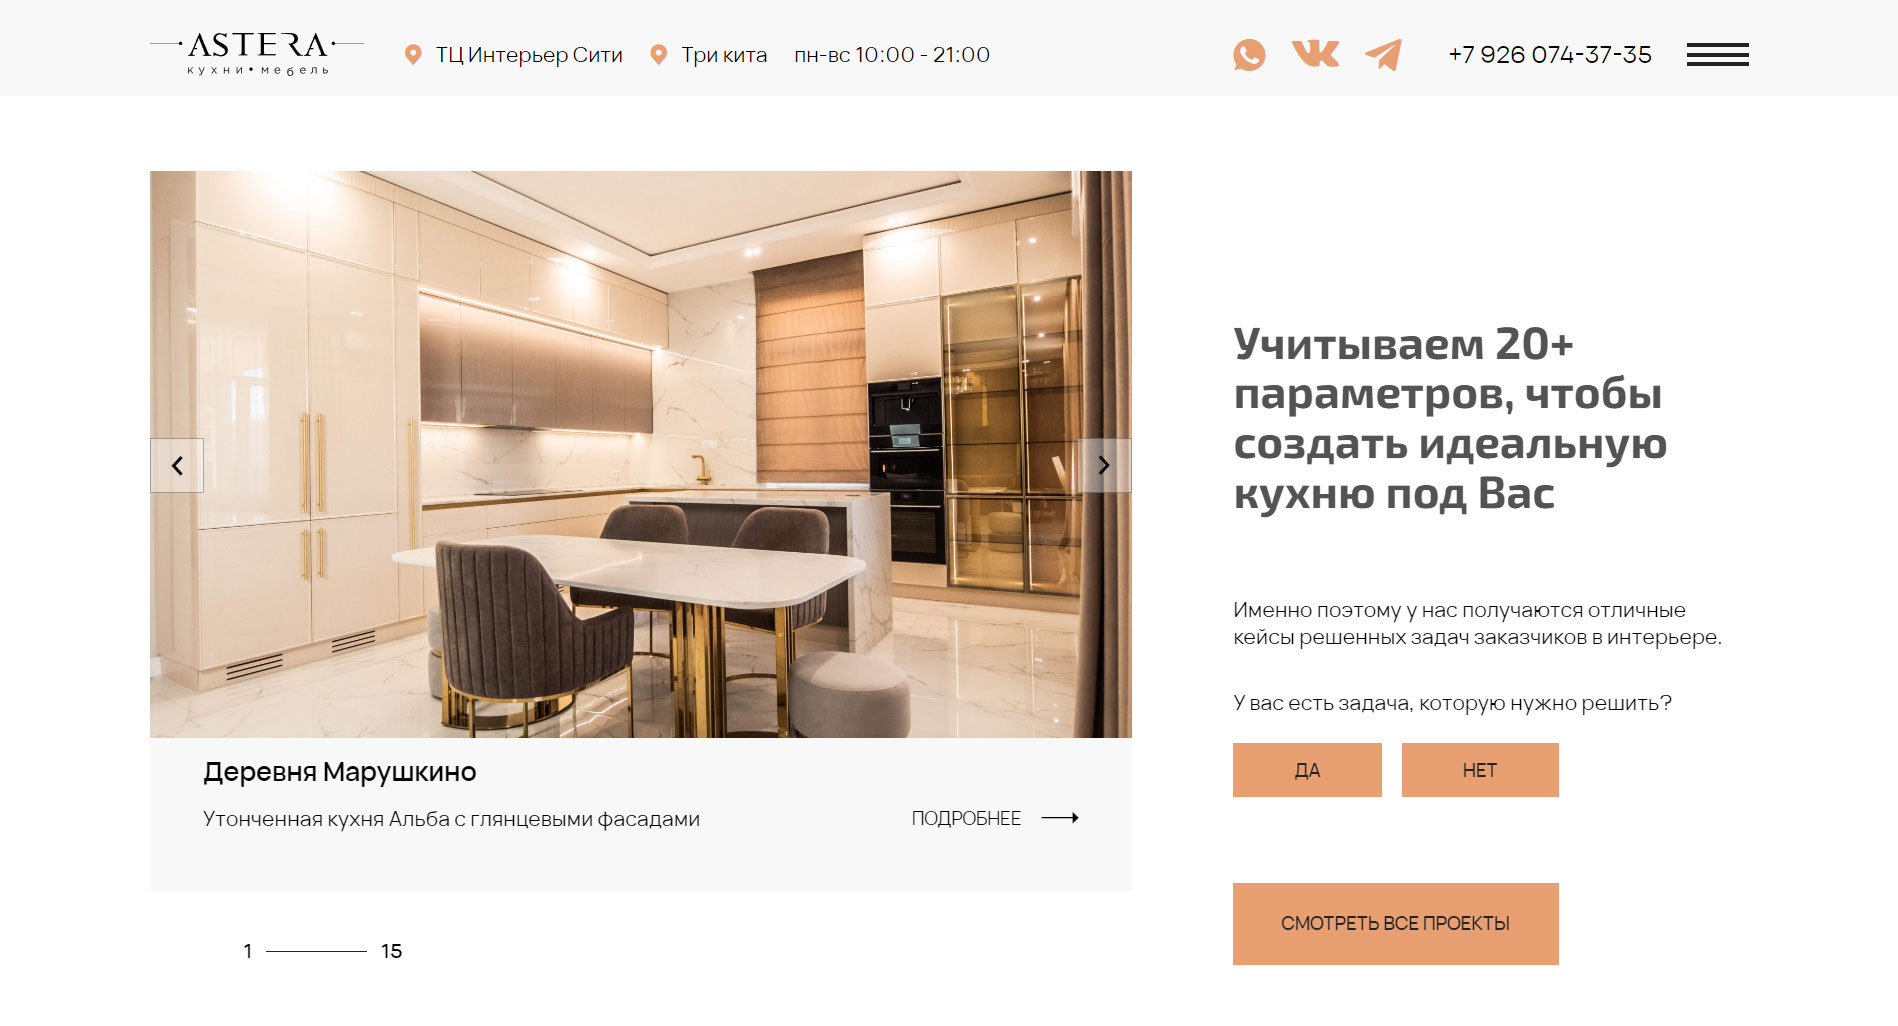 ASTERA
кухни • мебель
ТЦ Интерьер Сити
Три кита
пн-вс 10:00 - 21:00
+7 926 074-37-35
Учитываем 20+
параметров, чтобы
создать идеальную
кухню под Вас
Именно поэтому у нас получаются отличные
кейсы решенных задач заказчиков в интерьере.
У вас есть задача, которую нужно решить?
ДА
НЕТ
Деревня Марушкино
Утонченная кухня Альба с глянцевыми фасадами
ПОДРОБНЕЕ
СМОТРЕТЬ ВСЕ ПРОЕКТЫ
1
15